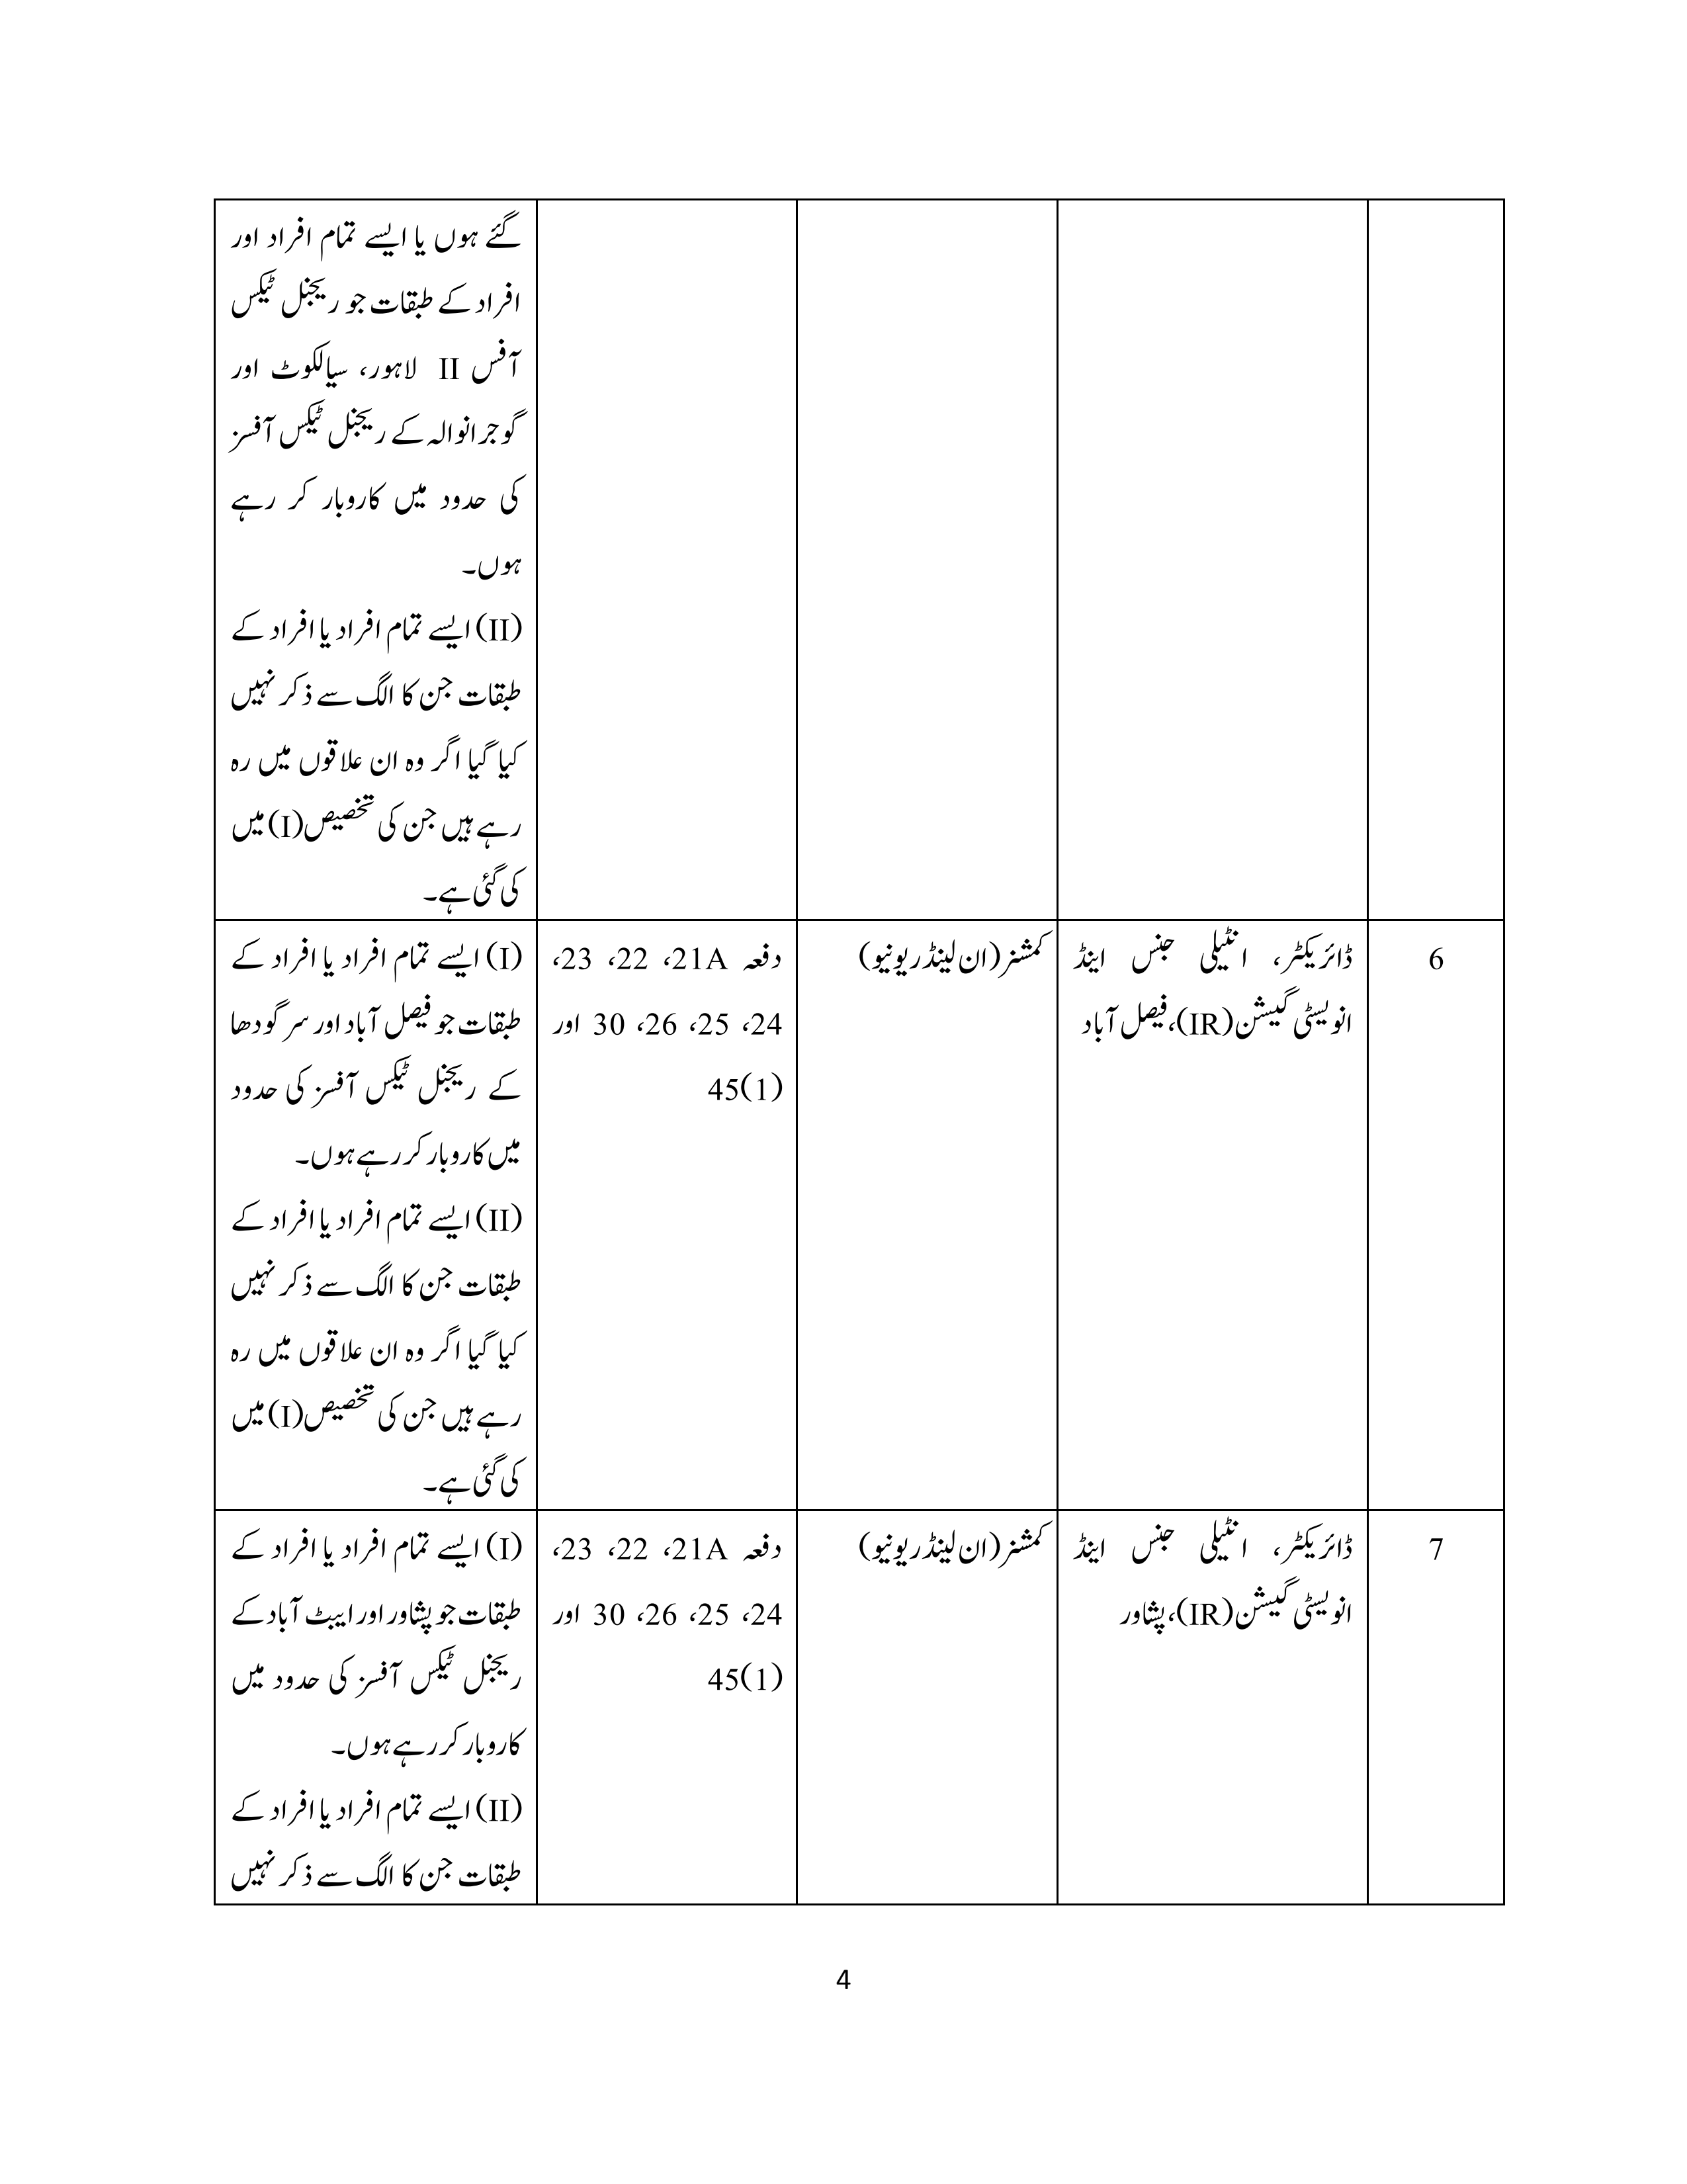 گئے ہوں یا ایسے تمام افراد اور
افراد کے طبقات جو ریجنل ٹیکس
آفس II لاہور، سیالکوٹ اور
گوجرانوالہ کے ریجنل ٹیکس آفسز
کی حدود میں کاروبار کر رہے
ہوں۔
(II) ایسے تمام افراد یا افراد کے
طبقات جن کا الگ سے ذکر نہیں
کیا گیا اگر وہ ان علاقوں میں رہ
رہے ہیں جن کی تخصیص (I) میں
کی گئی ہے۔
6
ڈائریکٹر، انٹیلی جنس اینڈ
انویسٹی گیشن (IR)، فیصل آباد
کمشنر (ان لینڈ ریونیو)
دفعہ 21A، 22، 23،
24، 25، 26، 30 اور
45(1)
(I) ایسے تمام افراد یا افراد کے
طبقات جو فیصل آباد اور سرگودھا
کے ریجنل ٹیکس آفسز کی حدود
میں کاروبار کر رہے ہوں۔
(II) ایسے تمام افراد یا افراد کے
طبقات جن کا الگ سے ذکر نہیں
کیا گیا اگر وہ ان علاقوں میں رہ
رہے ہیں جن کی تخصیص (I) میں
کی گئی ہے۔
7
ڈائریکٹر، انٹیلی جنس اینڈ
انویسٹی گیشن (IR)، پشاور
کمشنر (ان لینڈ ریونیو)
دفعہ 21A، 22، 23،
24، 25، 26، 30 اور
45(1)
(I) ایسے تمام افراد یا افراد کے
طبقات جو پشاور اور ایبٹ آباد کے
ریجنل ٹیکس آفسز کی حدود میں
کاروبار کر رہے ہوں۔
(II) ایسے تمام افراد یا افراد کے
طبقات جن کا الگ سے ذکر نہیں
4